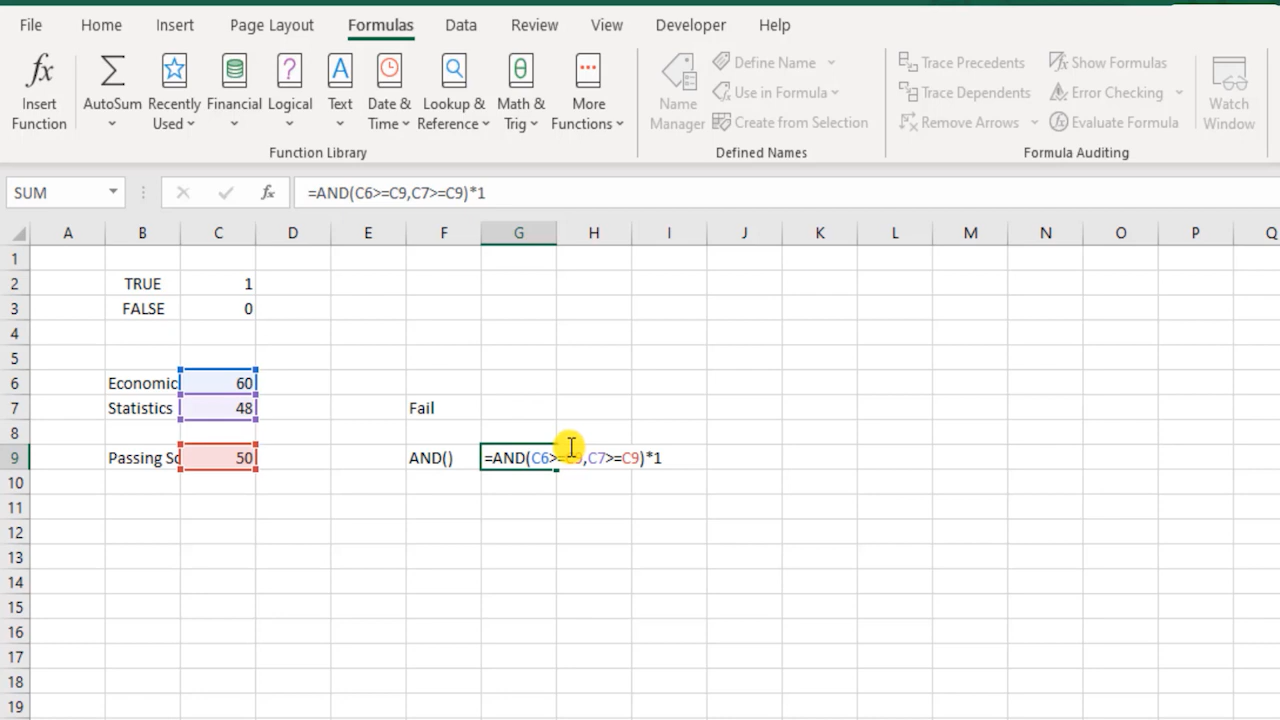 File Home Insert Page Layout Formulas Data Review View Developer Help
Insert Function
AutoSum
Recently Used
Financial
Logical
Text
Date & Time
Lookup & Reference
Math & Trig
More Functions
Function Library
Name Manager
Define Name
Use in Formula
Create from Selection
Defined Names
Trace Precedents
Trace Dependents
Remove Arrows
Show Formulas
Error Checking
Evaluate Formula
Formula Auditing
Watch Window
SUM fx =AND(C6>=C9,C7>=C9)*1
A B C D E F G H I J K L M N O P Q
1
2 TRUE 1
3 FALSE 0
4
5
6 Economic 60
7 Statistics 48 Fail
8
9 Passing Sc 50 AND() =AND(C6>=C9,C7>=C9)*1
10
11
12
13
14
15
16
17
18
19